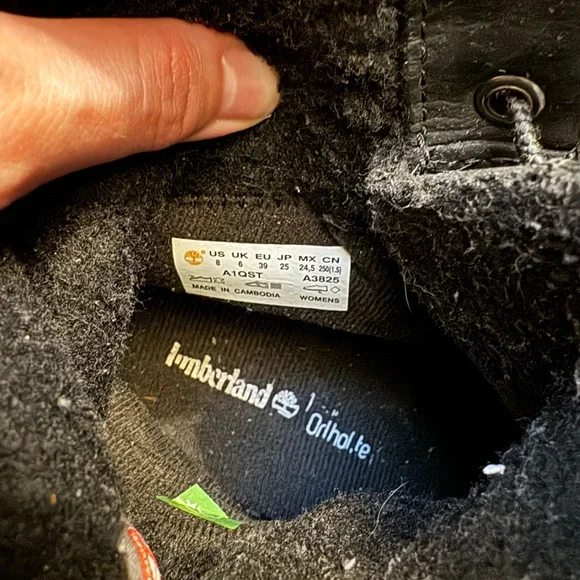 US UK EU JP MX CN
8 6 39 25 24,5 250(1.5)
A1QST A3825
MADE IN CAMBODIA WOMENS
Timberland
Ortholite